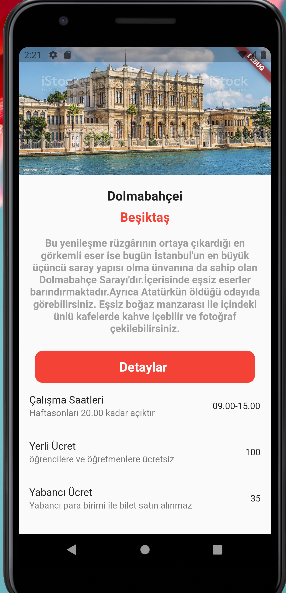 2:21
DEBUG
iStock
iStock
Dolmabahçei
Beşiktaş
Bu yenileşme rüzgârının ortaya çıkardığı en
görkemli eser ise bugün İstanbul'un en büyük
üçüncü saray yapısı olma ünvanına da sahip olan
Dolmabahçe Sarayı'dır.İçerisinde eşsiz eserler
barındırmaktadır.Ayrıca Atatürkün öldüğü odayıda
görebilirsiniz. Eşsiz boğaz manzarası ile içindeki
ünlü kafelerde kahve içebilir ve fotoğraf
çekilebilirsiniz.
Detaylar
Çalışma Saatleri
Haftasonları 20.00 kadar açıktır
09.00-15.00
Yerli Ücret
öğrencilere ve öğretmenlere ücretsiz
100
Yabancı Ücret
Yabancı para birimi ile bilet satın alınmaz
35